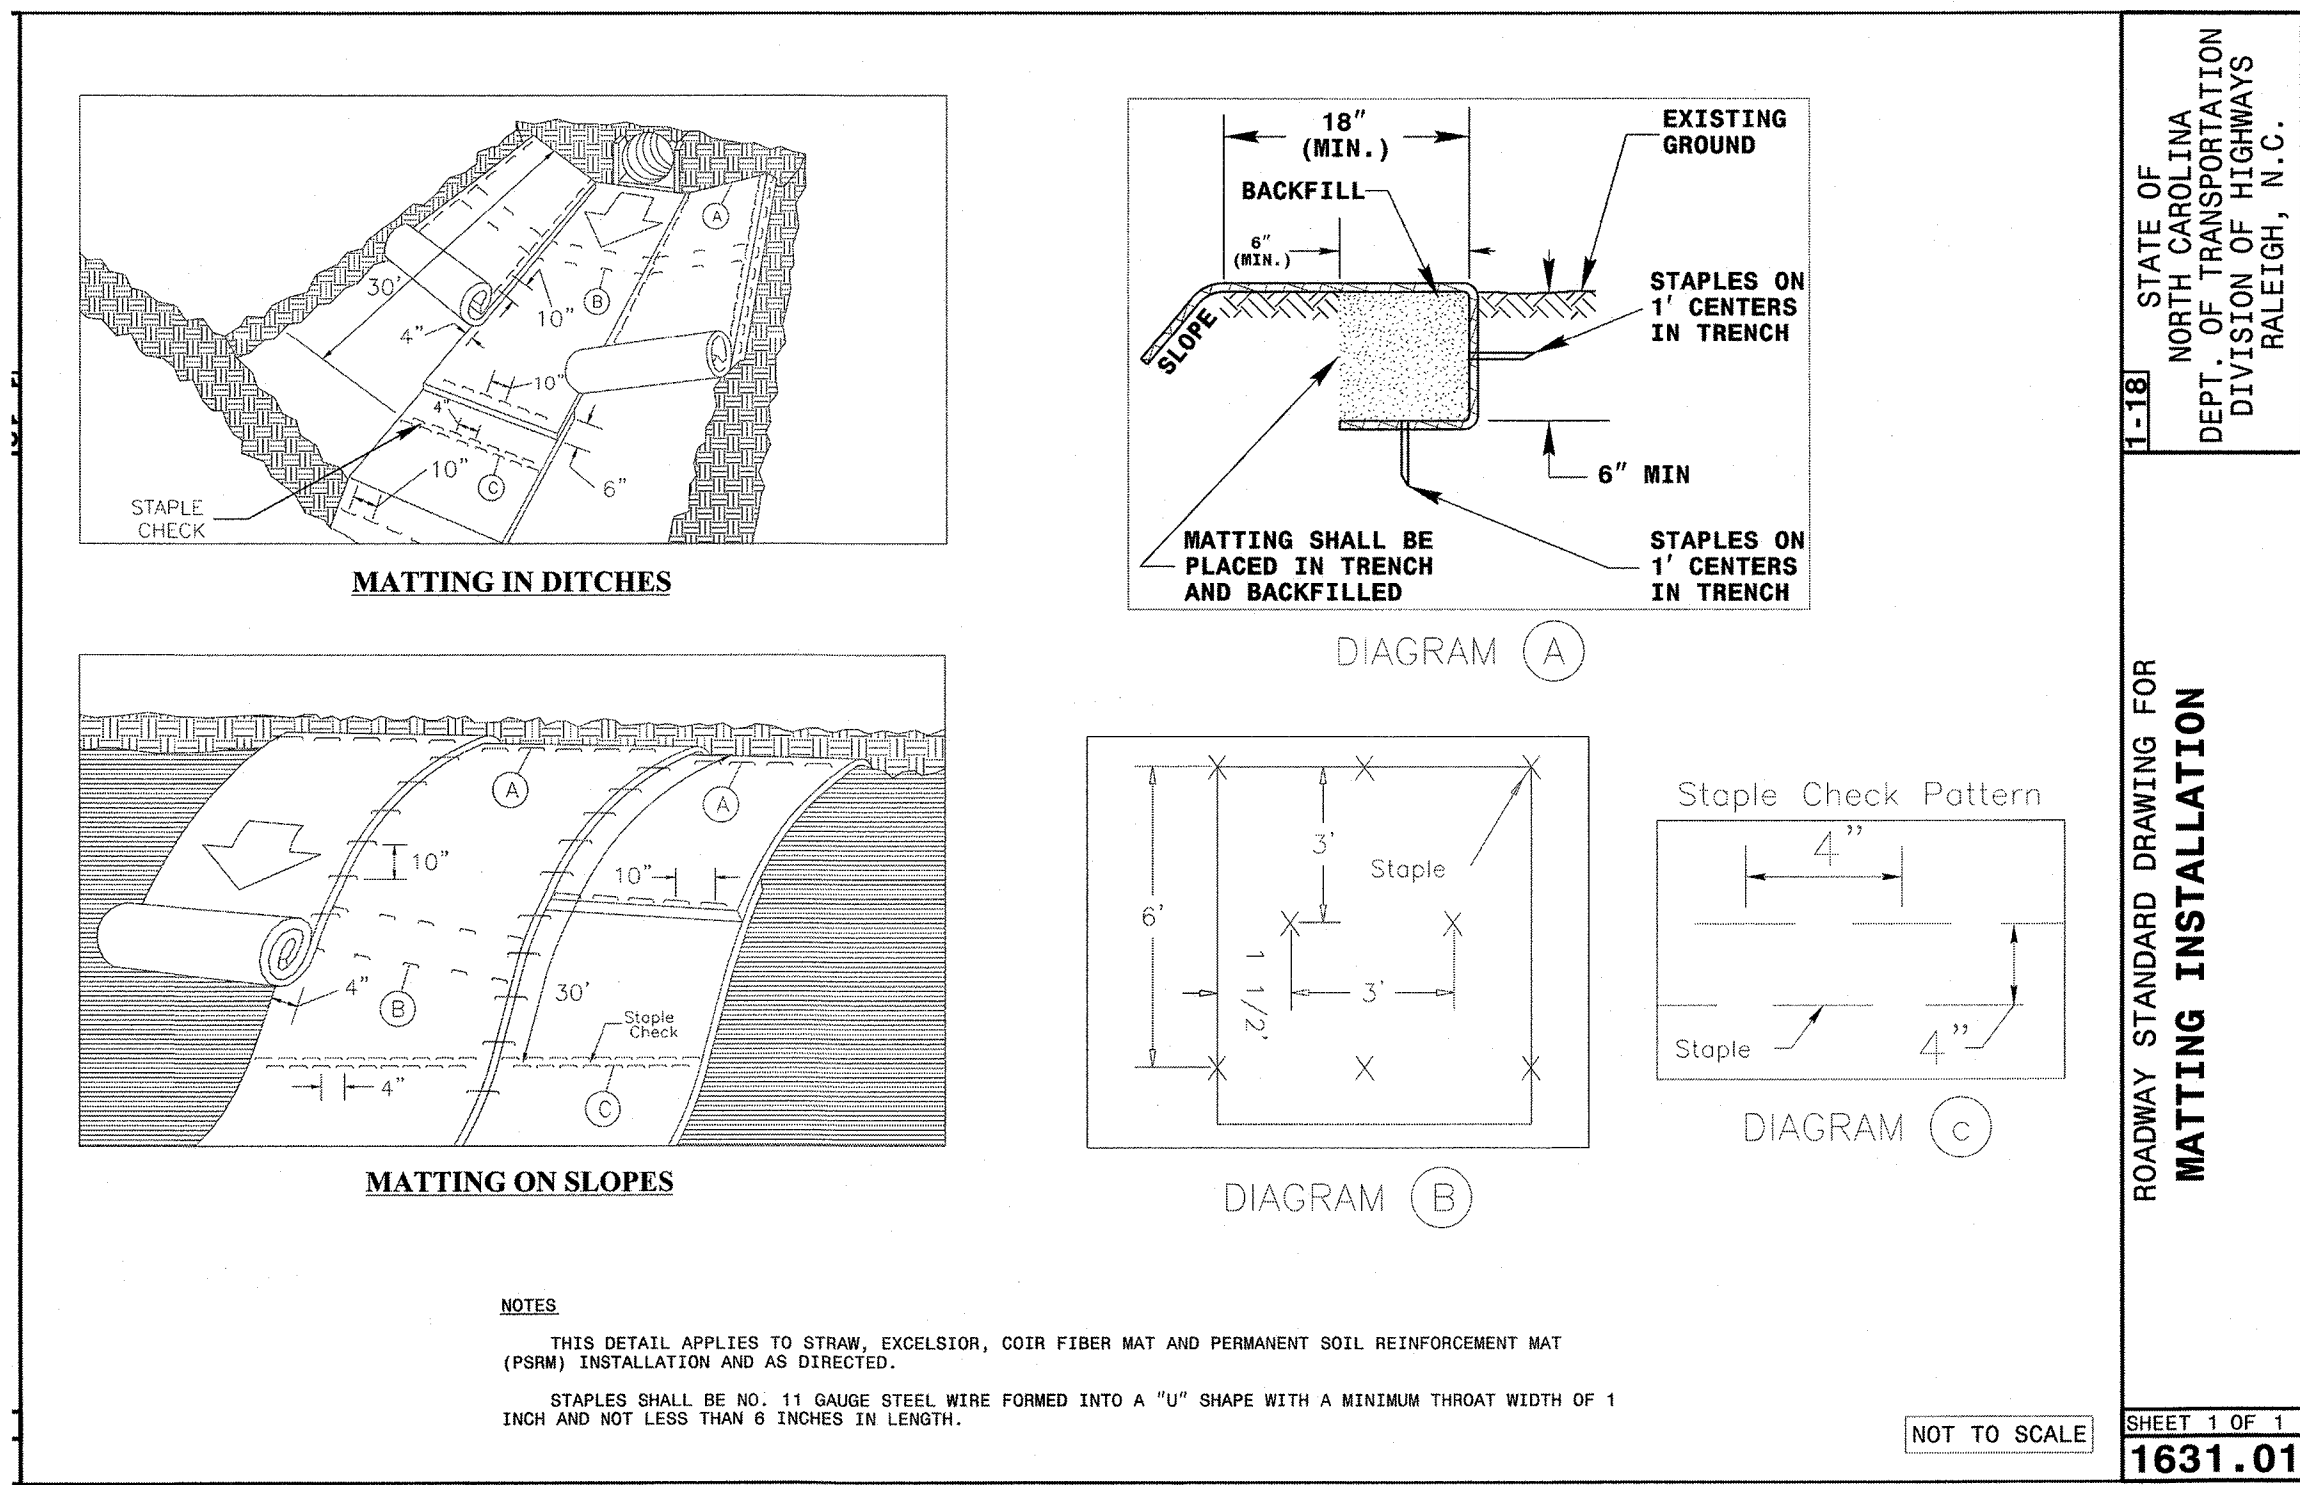 30'
4"
10"
B
A
10"
4"
10"
C
6"
STAPLE
CHECK
MATTING IN DITCHES
18"
(MIN.)
EXISTING
GROUND
BACKFILL
6"
(MIN.)
STAPLES ON
1' CENTERS
IN TRENCH
SLOPE
6" MIN
MATTING SHALL BE
PLACED IN TRENCH
AND BACKFILLED
STAPLES ON
1' CENTERS
IN TRENCH
DIAGRAM A
A
A
10"
10"
4"
B
30'
Staple
Check
4"
C
MATTING ON SLOPES
3'
Staple
6'
1 1/2'
3'
DIAGRAM B
Staple Check Pattern
4"
Staple
4"
DIAGRAM C
NOTES
THIS DETAIL APPLIES TO STRAW, EXCELSIOR, COIR FIBER MAT AND PERMANENT SOIL REINFORCEMENT MAT
(PSRM) INSTALLATION AND AS DIRECTED.
STAPLES SHALL BE NO. 11 GAUGE STEEL WIRE FORMED INTO A "U" SHAPE WITH A MINIMUM THROAT WIDTH OF 1
INCH AND NOT LESS THAN 6 INCHES IN LENGTH.
NOT TO SCALE
1-18
STATE OF
NORTH CAROLINA
DEPT. OF TRANSPORTATION
DIVISION OF HIGHWAYS
RALEIGH, N.C.
ROADWAY STANDARD DRAWING FOR
MATTING INSTALLATION
SHEET 1 OF 1
1631.01